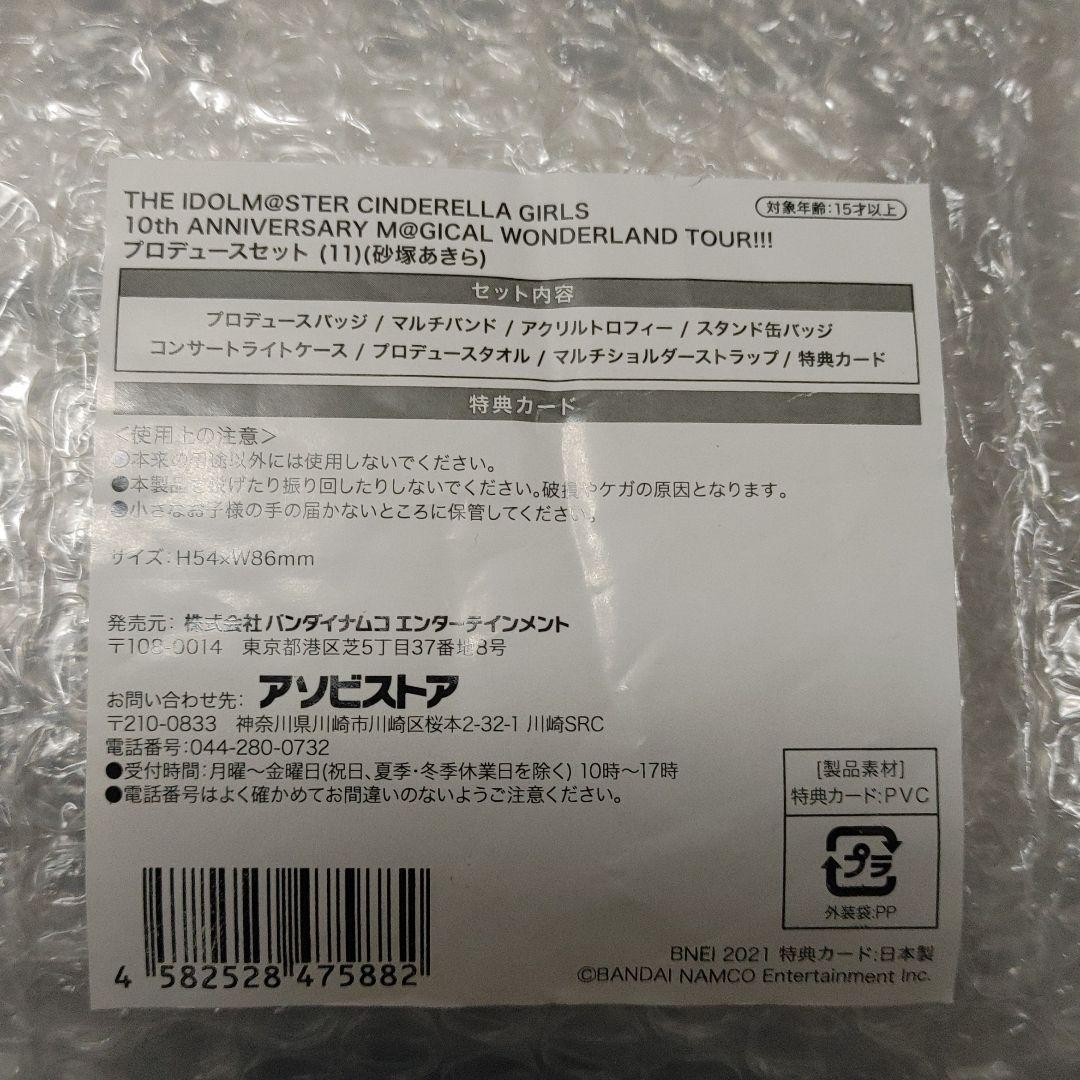 THE IDOLM@STER CINDERELLA GIRLS
対象年齢:15才以上
10th ANNIVERSARY M@GICAL WONDERLAND TOUR!!!
プロデュースセット (11)(砂塚あきら)
セット内容
プロデュースバッジ / マルチバンド / アクリルトロフィー / スタンド缶バッジ
コンサートライトケース / プロデュースタオル / マルチショルダーストラップ / 特典カード
特典カード
<使用上の注意>
●本来の用途以外には使用しないでください。
●本製品を投げたり振り回したりしないでください。破損やケガの原因となります。
●小さなお子様の手の届かないところに保管してください。
サイズ:H54×W86mm
発売元: 株式会社バンダイナムコエンターテインメント
〒108-0014 東京都港区芝5丁目37番地8号
お問い合わせ先: アソビストア
〒210-0833 神奈川県川崎市川崎区桜本2-32-1 川崎SRC
電話番号:044-280-0732
●受付時間:月曜～金曜日(祝日、夏季・冬季休業日を除く) 10時～17時
●電話番号はよく確かめてお間違いのないようご注意ください。
[製品素材]
特典カード:PVC
プラ
外装袋:PP
4 582528 475882
BNEI 2021 特典カード:日本製
©BANDAI NAMCO Entertainment Inc.